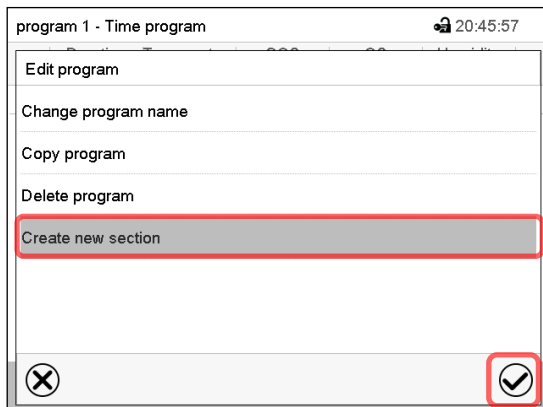 program 1 - Time program 20:45:57
Edit program
Change program name
Copy program
Delete program
Create new section